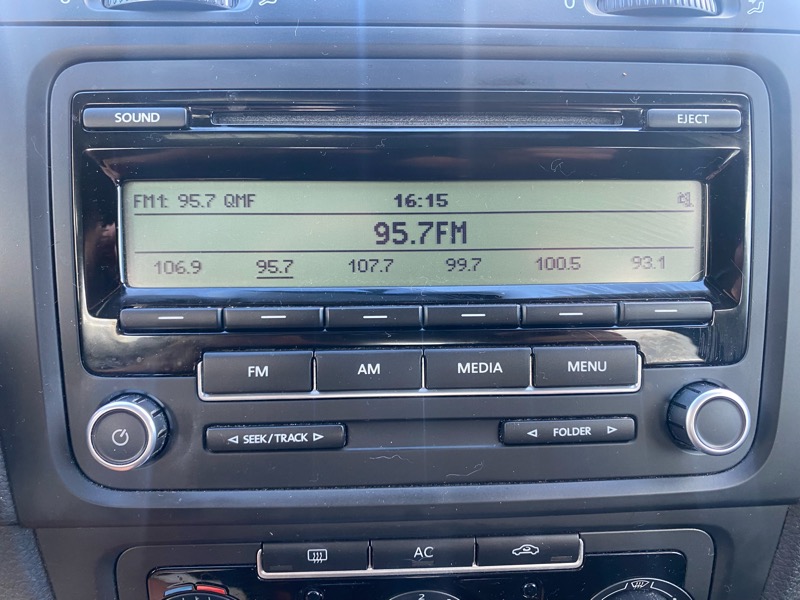 SOUND EJECT
FM1: 95.7 QMF 16:15
95.7FM
106.9 95.7 107.7 99.7 100.5 93.1
FM AM MEDIA MENU
SEEK/TRACK FOLDER
AC
2